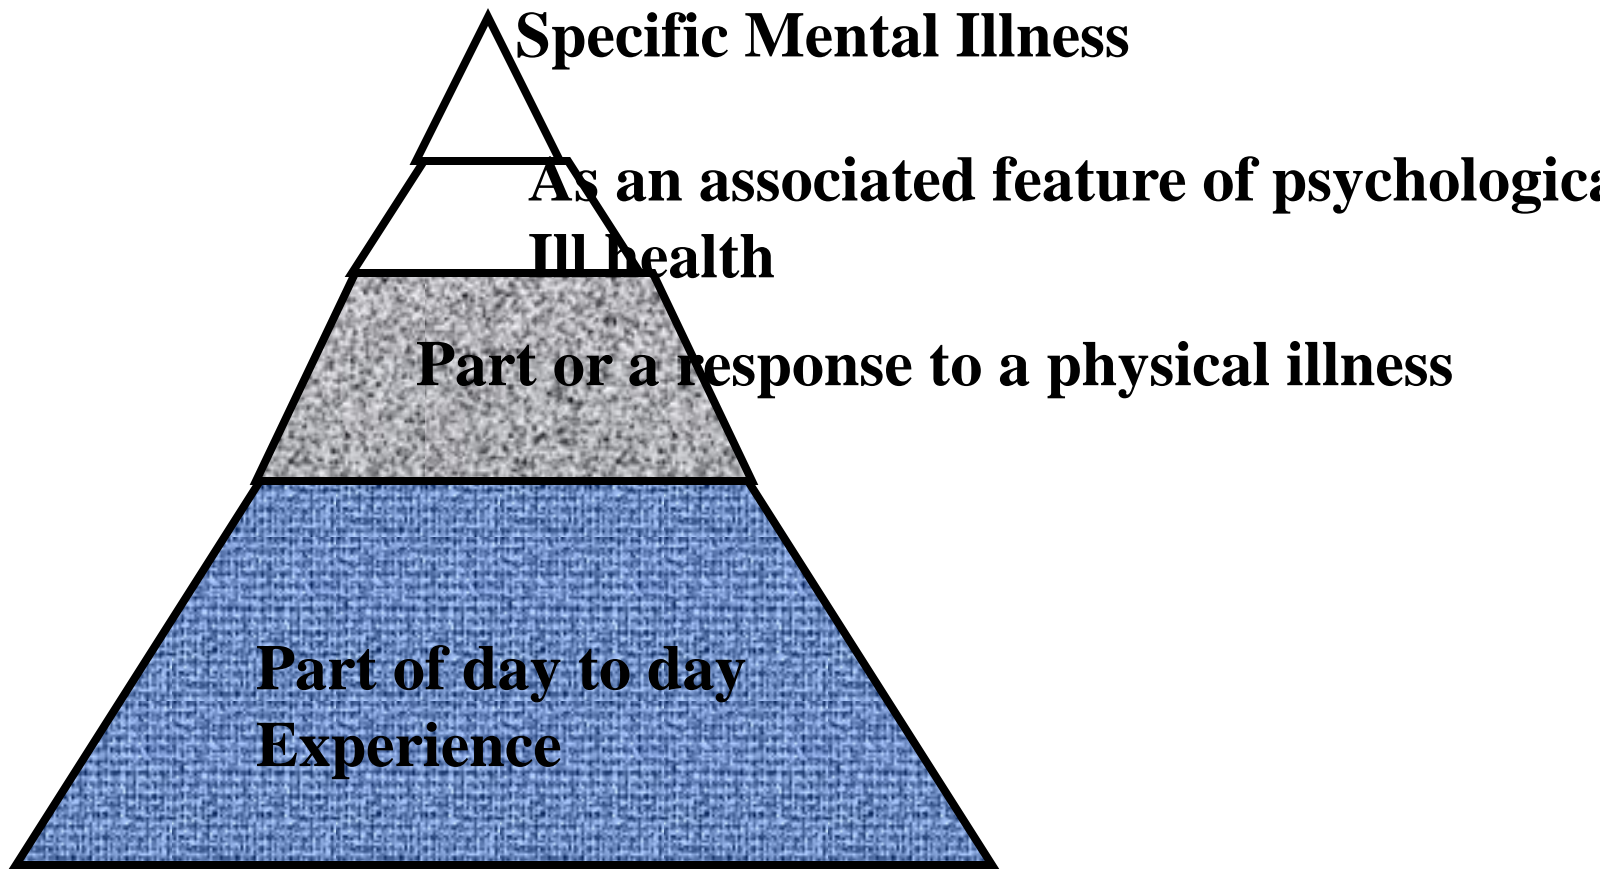 Specific Mental Illness
As an associated feature of psychologica
Ill health
Part or a response to a physical illness
Part of day to day
Experience